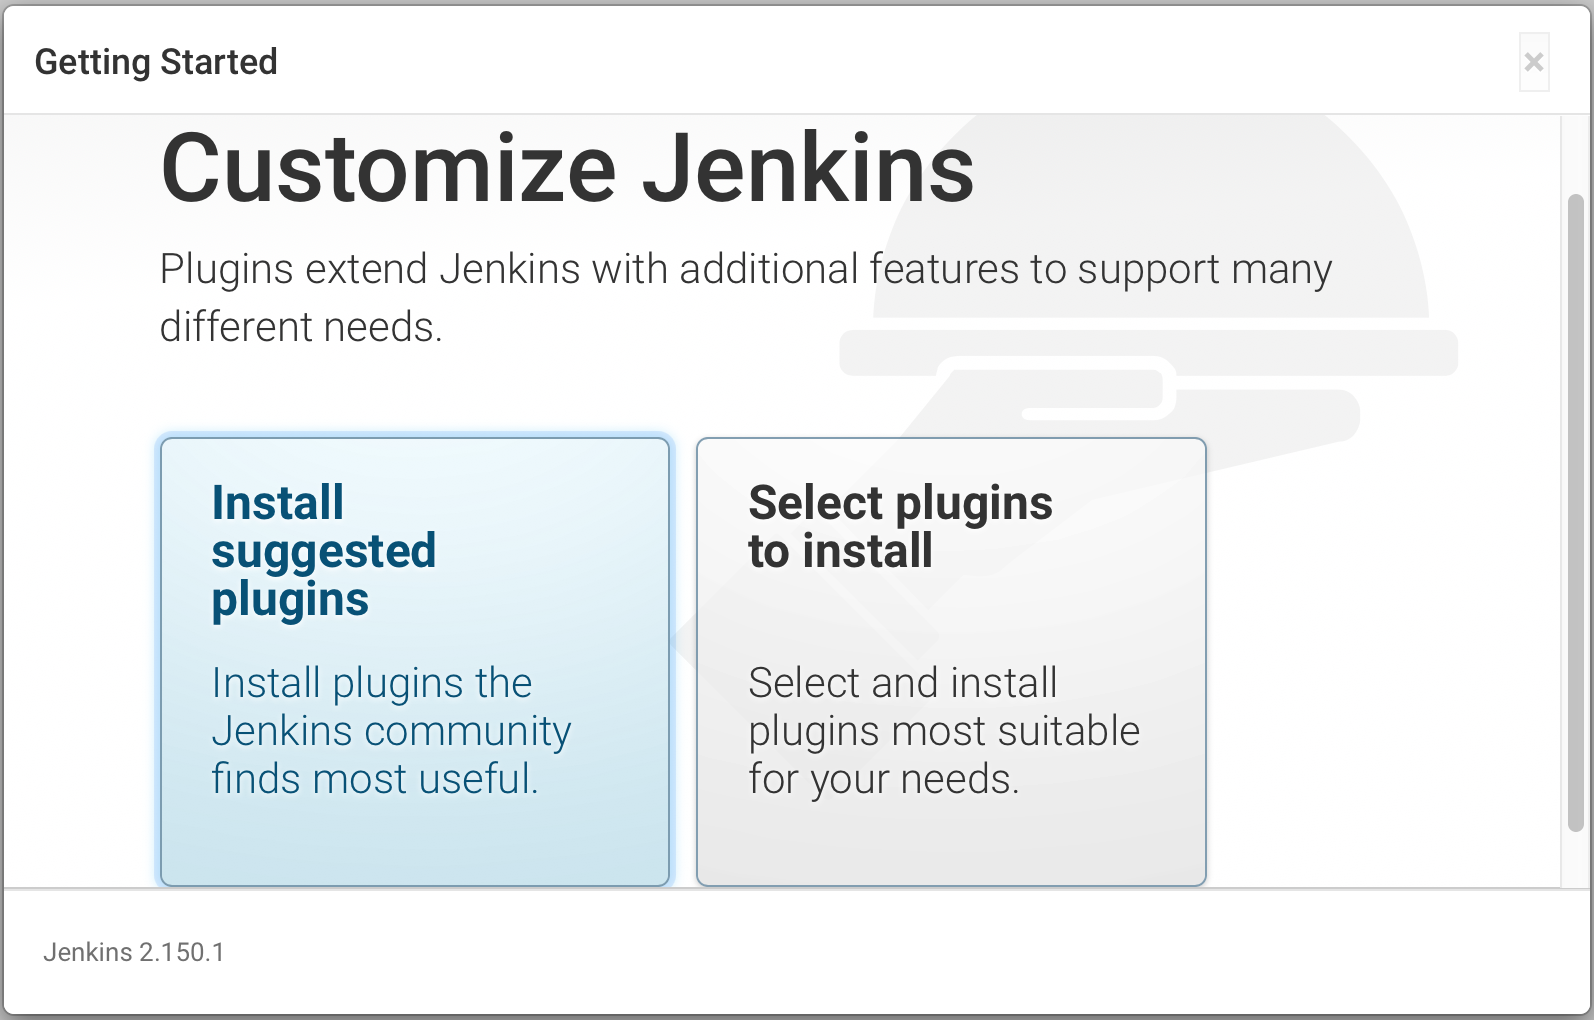 Getting Started
×
Customize Jenkins
Plugins extend Jenkins with additional features to support many
different needs.
Install
suggested
plugins
Install plugins the
Jenkins community
finds most useful.
Select plugins
to install
Select and install
plugins most suitable
for your needs.
Jenkins 2.150.1